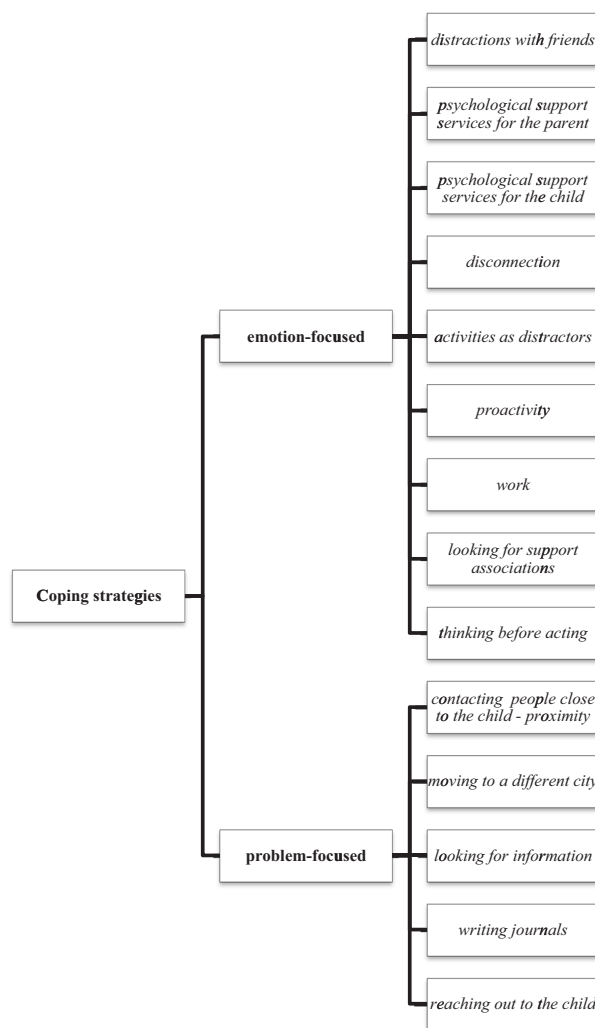 distractions with friends
psychological support
services for the parent
psychological support
services for the child
disconnection
emotion-focused
activities as distractors
proactivity
work
looking for support
associations
Coping strategies
thinking before acting
contacting people close
to the child - proximity
moving to a different city
problem-focused
looking for information
writing journals
reaching out to the child